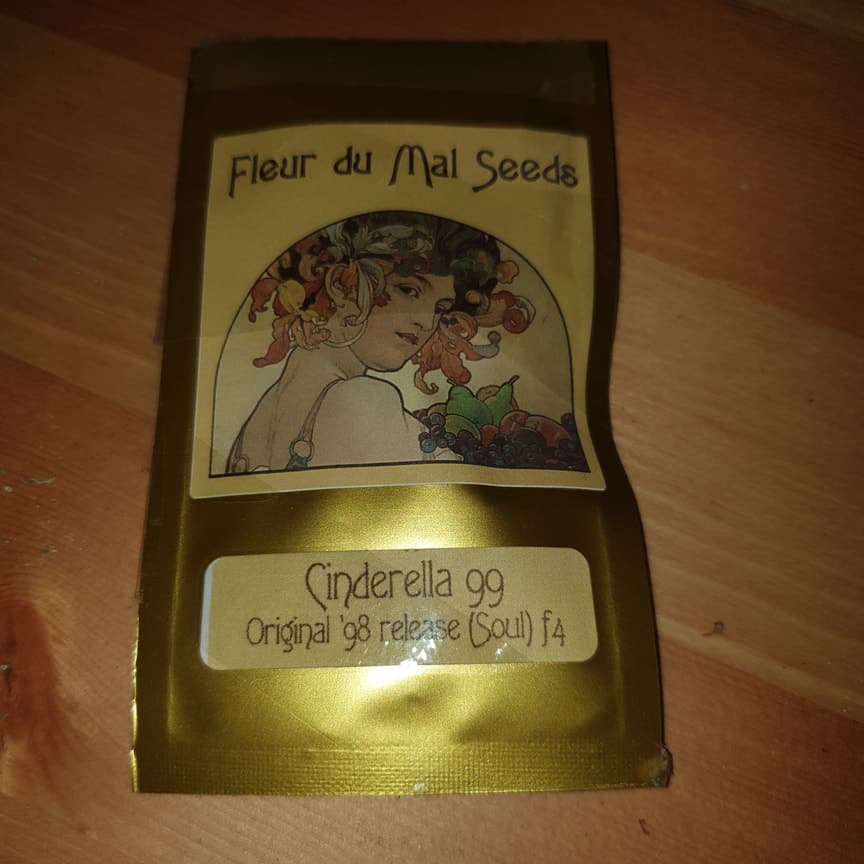 Fleur du Mal Seeds
Cinderella 99
Original '98 release (Soul) f4